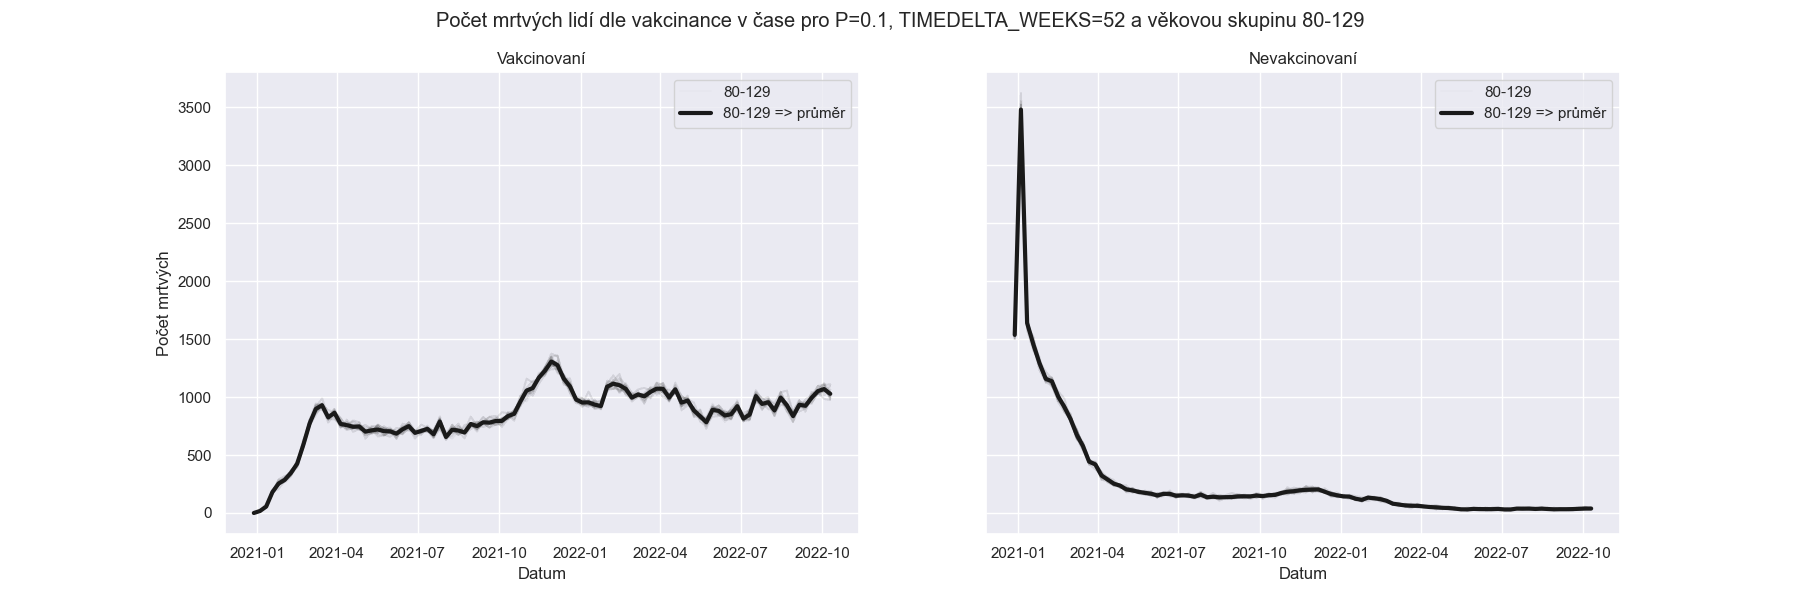 Počet mrtvých lidí dle vakcinance v čase pro P=0.1, TIMEDELTA_WEEKS=52 a věkovou skupinu 80-129
Vakcinovaní
80-129
80-129 => průměr
3500
3000
2500
2000
1500
1000
500
0
Počet mrtvých
2021-01 2021-04 2021-07 2021-10 2022-01 2022-04 2022-07 2022-10
Datum
Nevakcinovaní
80-129
80-129 => průměr
2021-01 2021-04 2021-07 2021-10 2022-01 2022-04 2022-07 2022-10
Datum